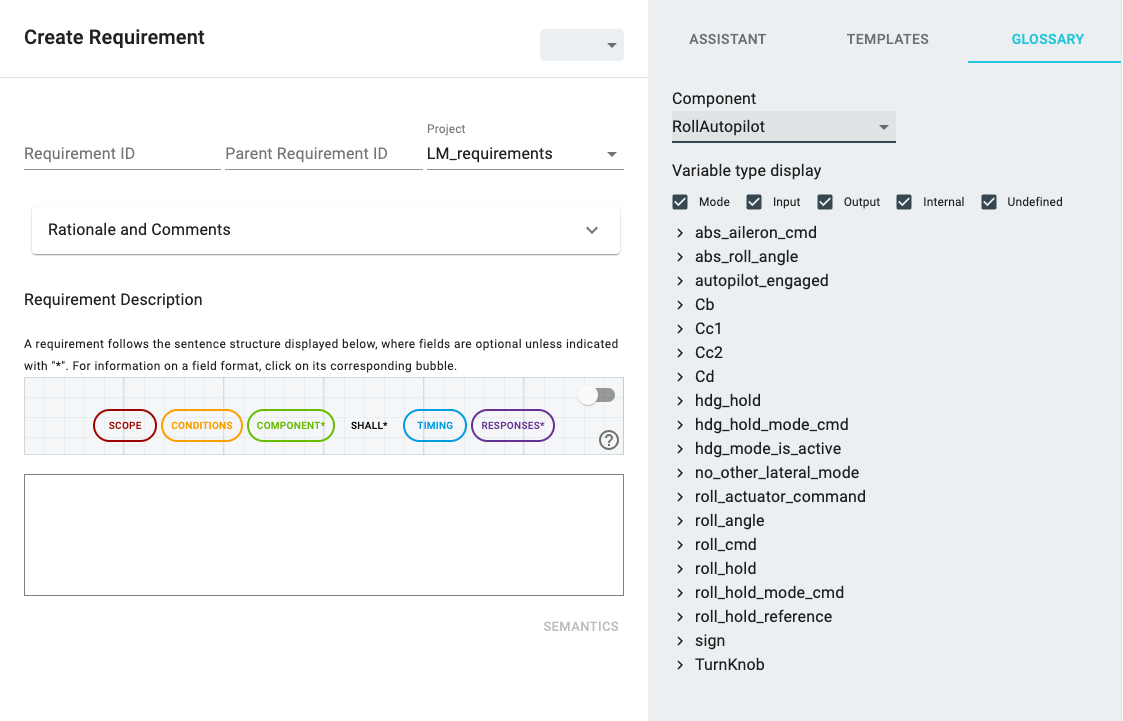 Create Requirement
Requirement ID
Parent Requirement ID
Project
LM_requirements
Rationale and Comments
Requirement Description
A requirement follows the sentence structure displayed below, where fields are optional unless indicated
with "*". For information on a field format, click on its corresponding bubble.
SCOPE CONDITIONS COMPONENT* SHALL* TIMING RESPONSES*
?
SEMANTICS
ASSISTANT TEMPLATES GLOSSARY
Component
RollAutopilot
Variable type display
Mode Input Output Internal Undefined
abs_aileron_cmd
abs_roll_angle
autopilot_engaged
Cb
Cc1
Cc2
Cd
hdg_hold
hdg_hold_mode_cmd
hdg_mode_is_active
no_other_lateral_mode
roll_actuator_command
roll_angle
roll_cmd
roll_hold
roll_hold_mode_cmd
roll_hold_reference
sign
TurnKnob